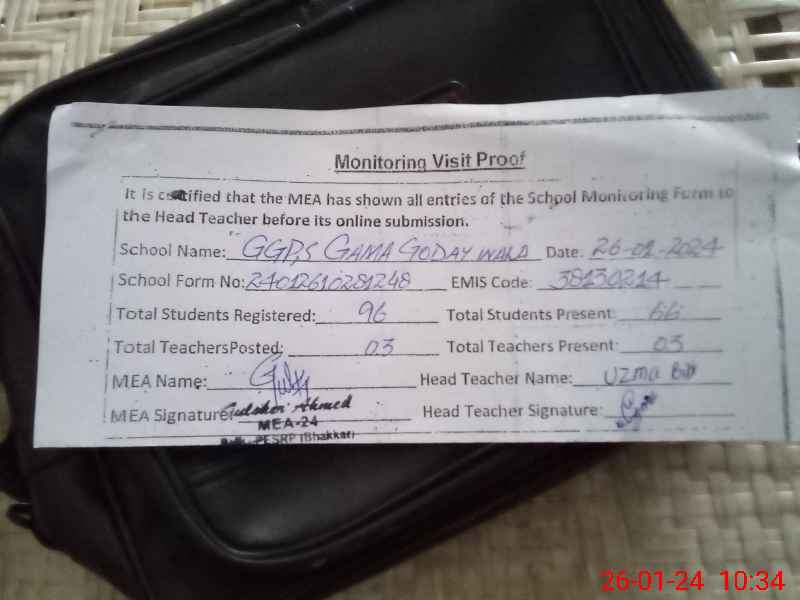 Monitoring Visit Proof
It is certified that the MEA has shown all entries of the School Monitoring Form to
the Head Teacher before its online submission.
School Name: GGPS GAMA GODAY WALA Date: 26-01-2024
School Form No: 24012610281248 EMIS Code: 38130214
Total Students Registered: 96 Total Students Present: 66
Total TeachersPosted: 03 Total Teachers Present: 03
MEA Name: Head Teacher Name: UZMA Bibi
MEA Signature: Gulsher Ahmed Head Teacher Signature:
MEA-24
PESRP (Bhakkar)
26-01-24 10:34